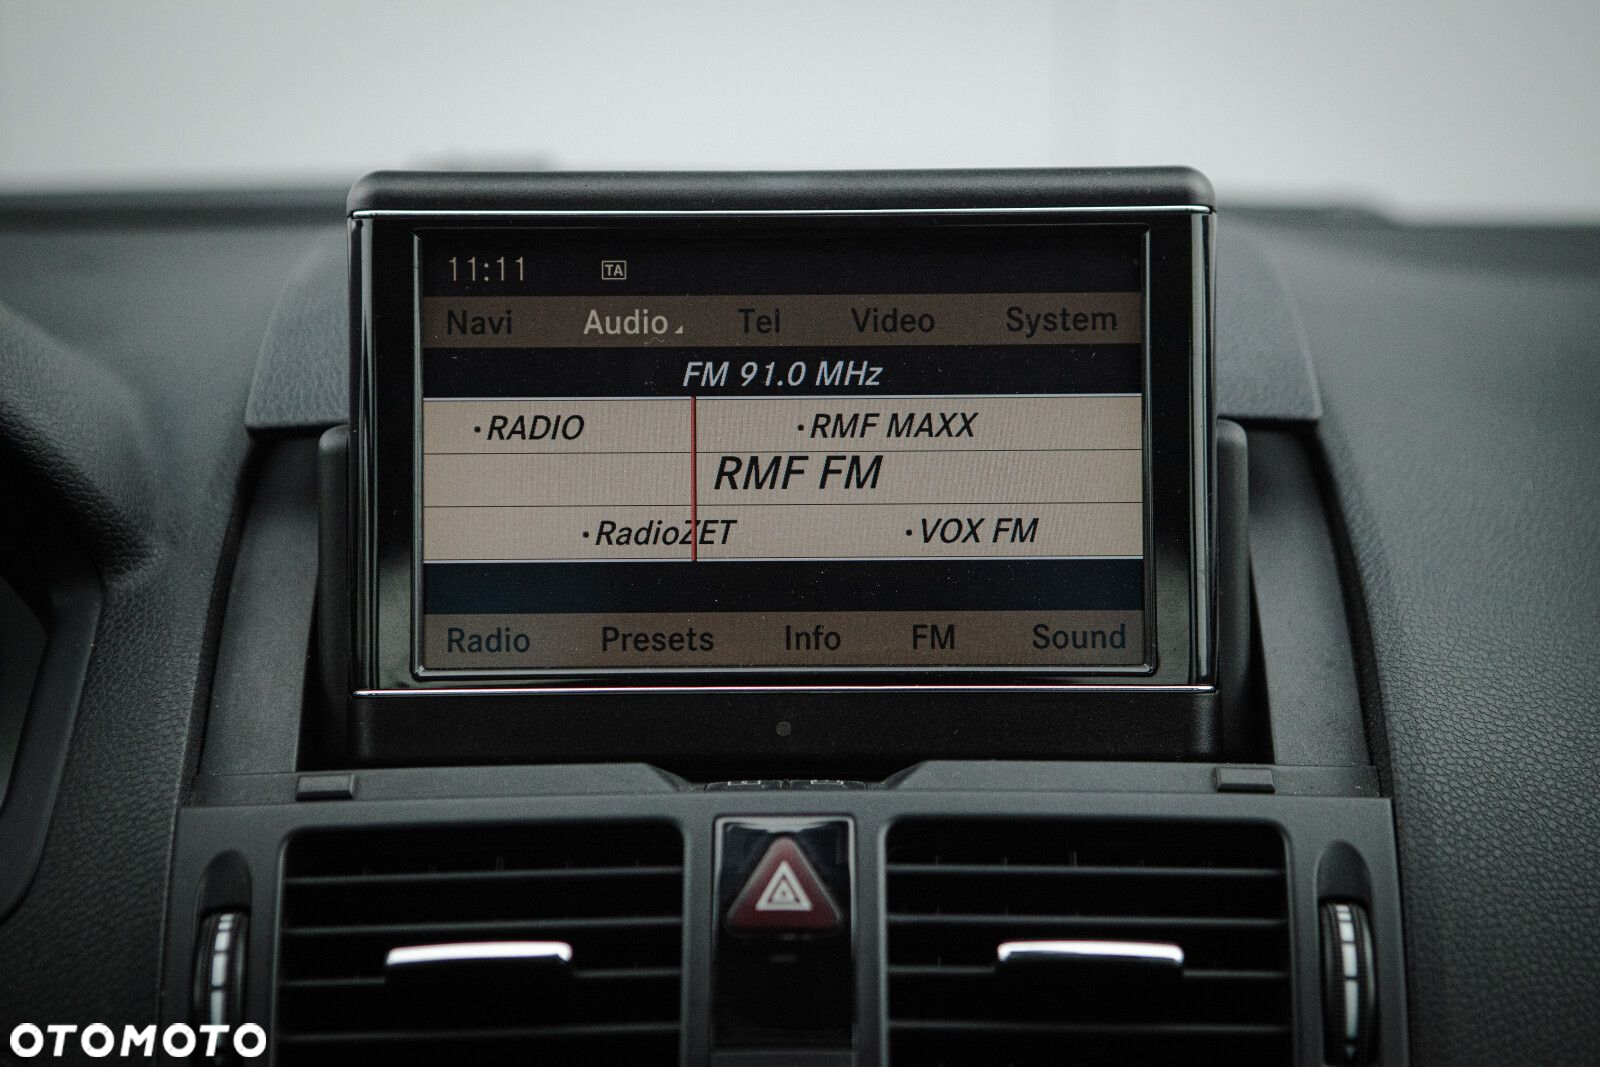 11:11 TA
Navi Audio Tel Video System
FM 91.0 MHz
•RADIO •RMF MAXX
RMF FM
•RadioZET •VOX FM
Radio Presets Info FM Sound
OTOMOTO